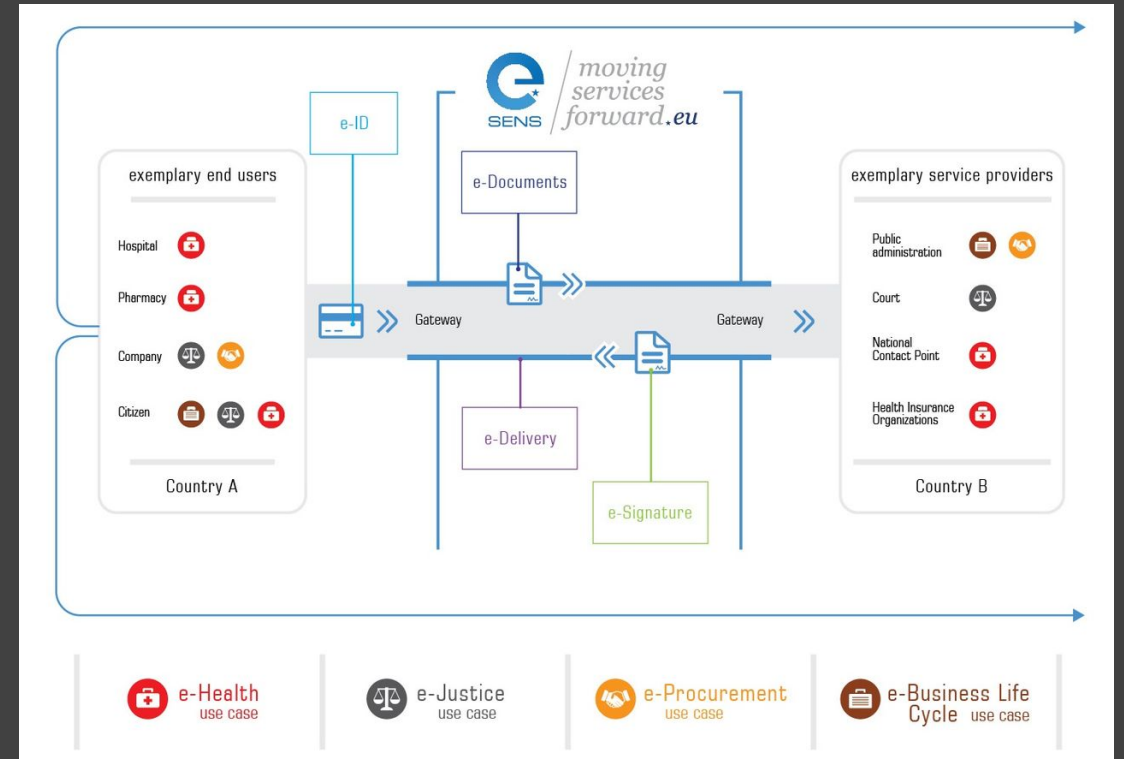 e
SENS
moving
services
forward.eu
e-ID
e-Documents
exemplary end users
Hospital
Pharmacy
Company
Citizen
Country A
Gateway
Gateway
e-Delivery
e-Signature
exemplary service providers
Public
administration
Court
National
Contact Point
Health Insurance
Organizations
Country B
e-Health
use case
e-Justice
use case
e-Procurement
use case
e-Business Life
Cycle use case